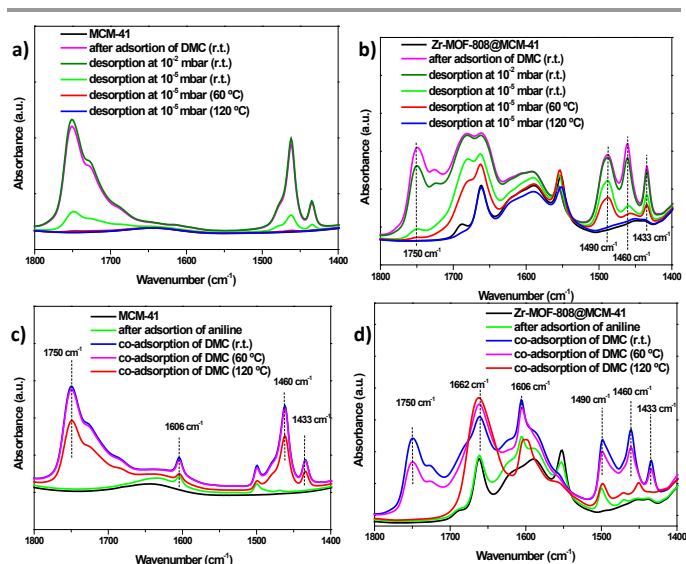 a)
MCM-41
after adsortion of DMC (r.t.)
desorption at 10⁻² mbar (r.t.)
desorption at 10⁻⁵ mbar (r.t.)
desorption at 10⁻⁵ mbar (60 ºC)
desorption at 10⁻⁵ mbar (120 ºC)
Absorbance (a.u.)
1800 1700 1600 1500 1400
Wavenumber (cm⁻¹)
b)
Zr-MOF-808@MCM-41
after adsorption of DMC (r.t.)
desorption at 10⁻² mbar (r.t.)
desorption at 10⁻⁵ mbar (r.t.)
desorption at 10⁻⁵ mbar (60 ºC)
desorption at 10⁻⁵ mbar (120 ºC)
Absorbance (a.u.)
1750 cm⁻¹
1490 cm⁻¹
1460 cm⁻¹
1433 cm⁻¹
1800 1700 1600 1500 1400
Wavenumber (cm⁻¹)
c)
MCM-41
after adsortion of aniline
co-adsorption of DMC (r.t.)
co-adsorption of DMC (60 ºC)
co-adsorption of DMC (120 ºC)
Absorbance (a.u.)
1750 cm⁻¹
1606 cm⁻¹
1460 cm⁻¹
1433 cm⁻¹
1800 1700 1600 1500 1400
Wavenumber (cm⁻¹)
d)
Zr-MOF-808@MCM-41
after adsorption of aniline
co-adsorption of DMC (r.t.)
co-adsorption of DMC (60 ºC)
co-adsorption of DMC (120 ºC)
Absorbance (a.u.)
1750 cm⁻¹
1662 cm⁻¹
1606 cm⁻¹
1490 cm⁻¹
1460 cm⁻¹
1433 cm⁻¹
1800 1700 1600 1500 1400
Wavenumber (cm⁻¹)